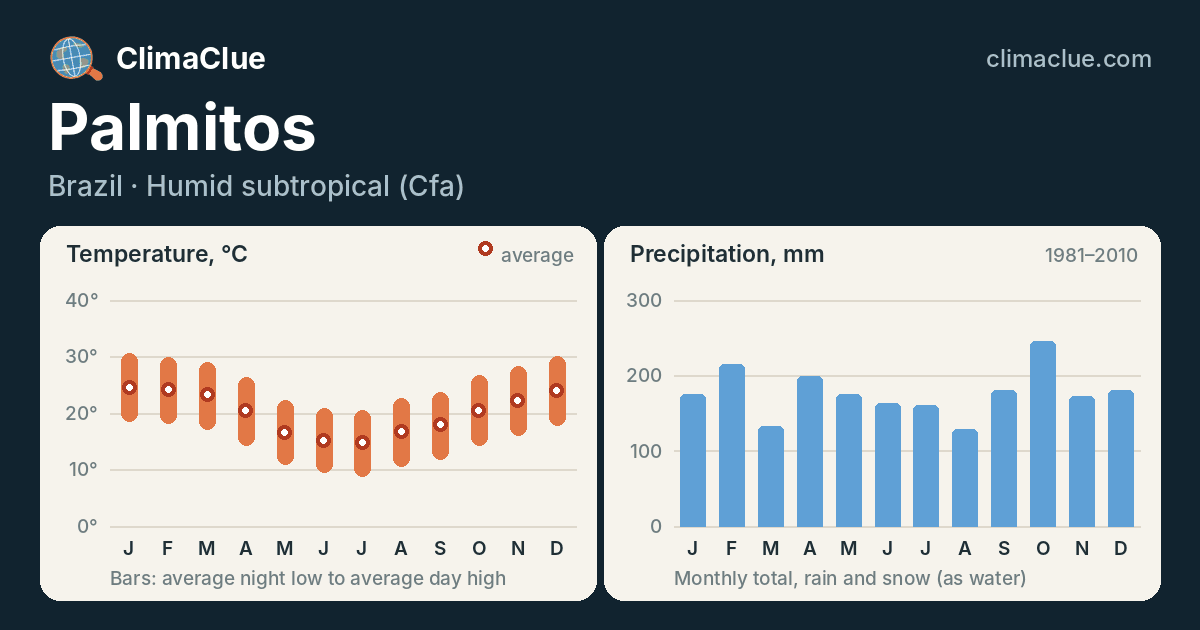 ClimaClue
climaclue.com
Palmitos
Brazil · Humid subtropical (Cfa)
Temperature, °C
average
40°
30°
20°
10°
0°
J F M A M J J A S O N D
Bars: average night low to average day high
Precipitation, mm
1981–2010
300
200
100
0
J F M A M J J A S O N D
Monthly total, rain and snow (as water)